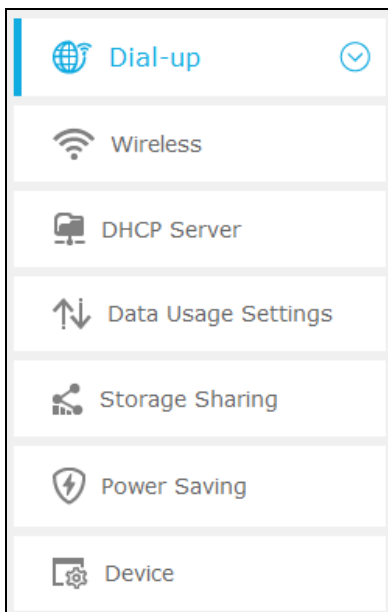 Dial-up
Wireless
DHCP Server
Data Usage Settings
Storage Sharing
Power Saving
Device